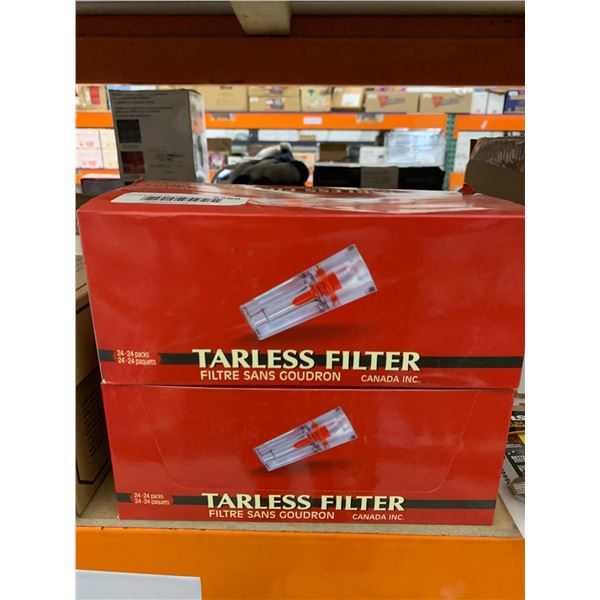 24-24 packs
24-24 paquets
TARLESS FILTER
FILTRE SANS GOUDRON CANADA INC.
24-24 packs
24-24 paquets
TARLESS FILTER
FILTRE SANS GOUDRON CANADA INC.